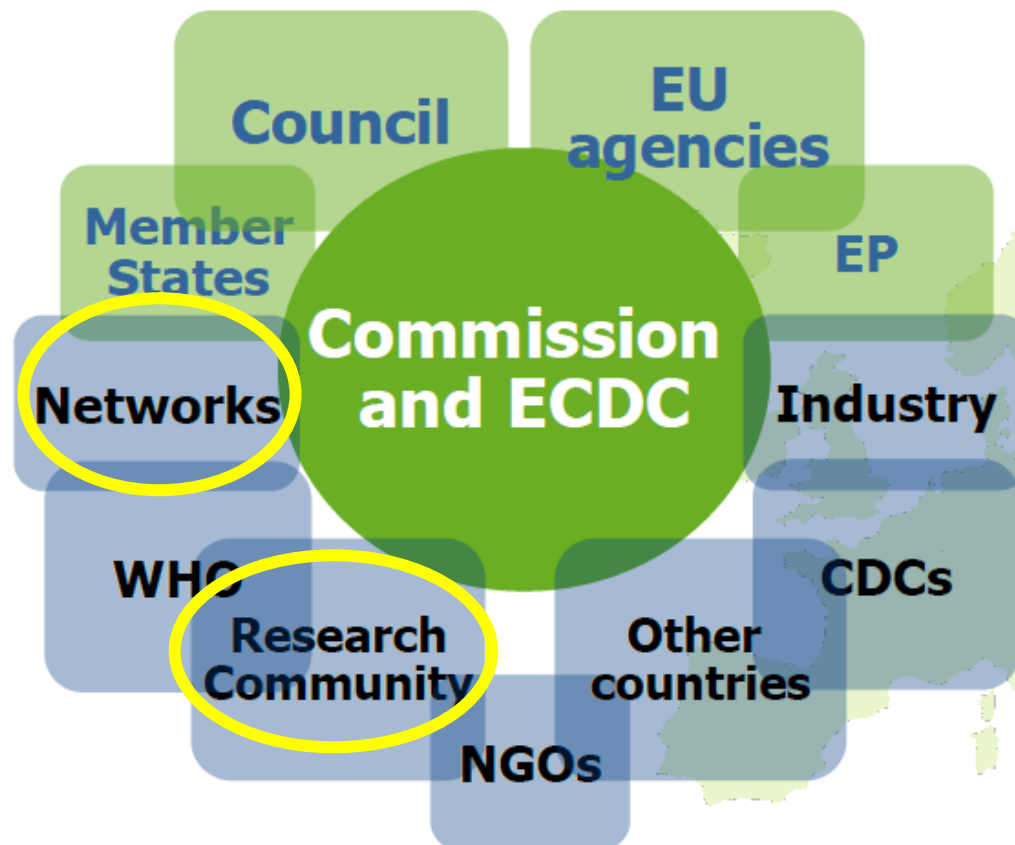 Council
EU
agencies
Member
States
EP
Commission
and ECDC
Networks
Industry
WHO
CDCs
Research
Community
Other
countries
NGOs